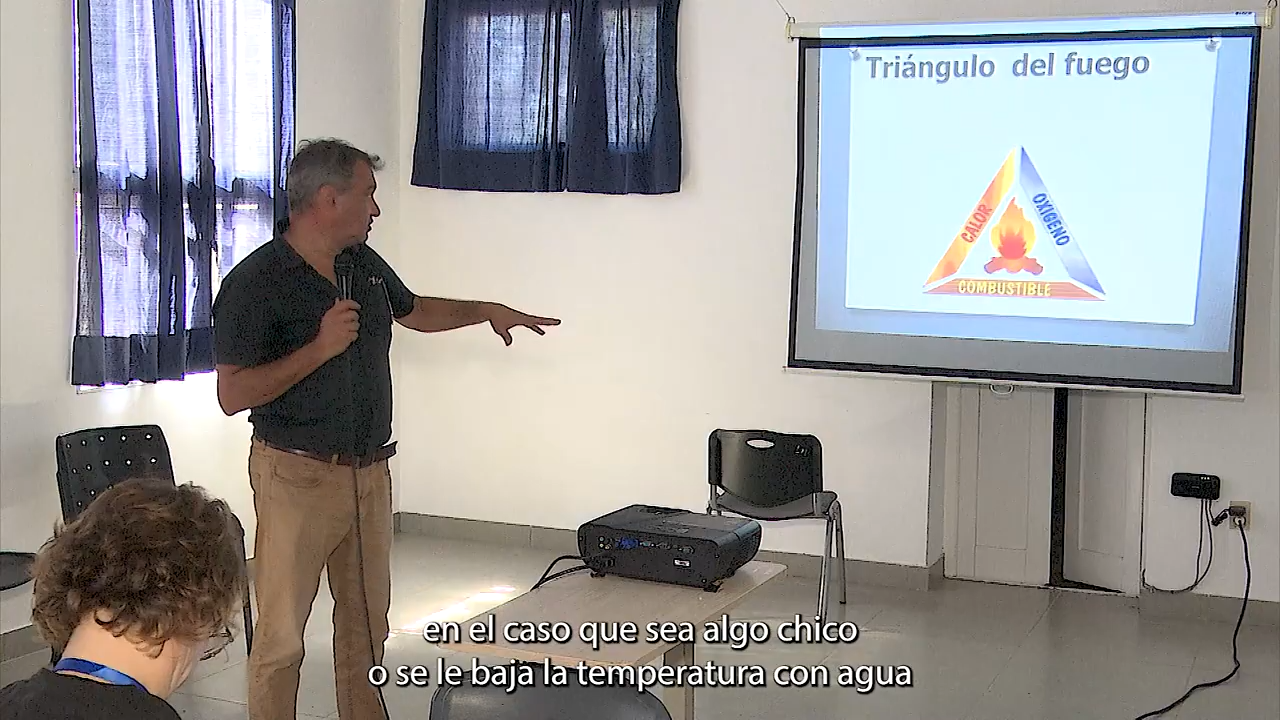 Triángulo del fuego
CALOR
OXÍGENO
COMBUSTIBLE
en el caso que sea algo chico
o se le baja la temperatura con agua